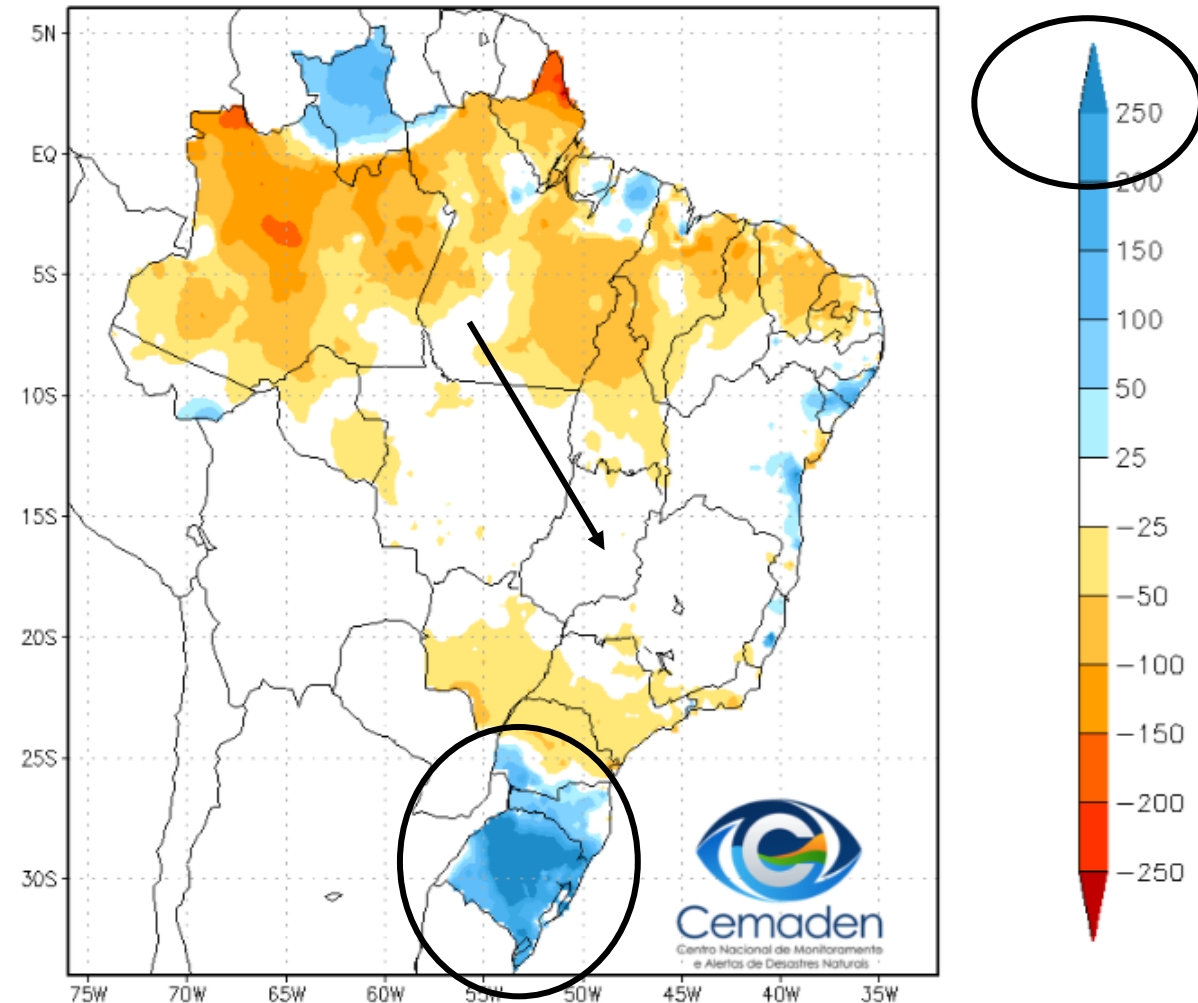 5N
EQ
5S
10S
15S
20S
25S
30S
75W
70W
65W
60W
55W
50W
45W
40W
35W
250
200
150
100
50
25
−25
−50
−100
−150
−200
−250
Cemaden
Centro Nacional de Monitoramento
e Alertas de Desastres Naturais